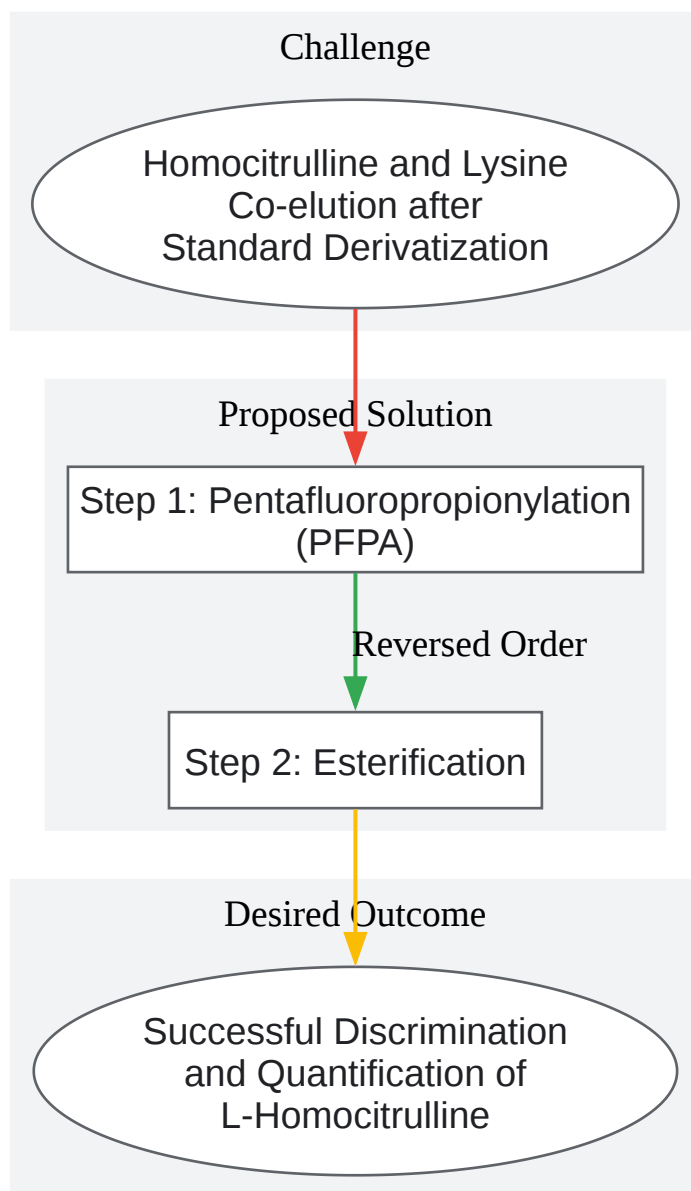 Challenge
Homocitrulline and Lysine
Co-elution after
Standard Derivatization
Proposed Solution
Step 1: Pentafluoropropionylation
(PFPA)
Reversed Order
Step 2: Esterification
Desired Outcome
Successful Discrimination
and Quantification of
L-Homocitrulline